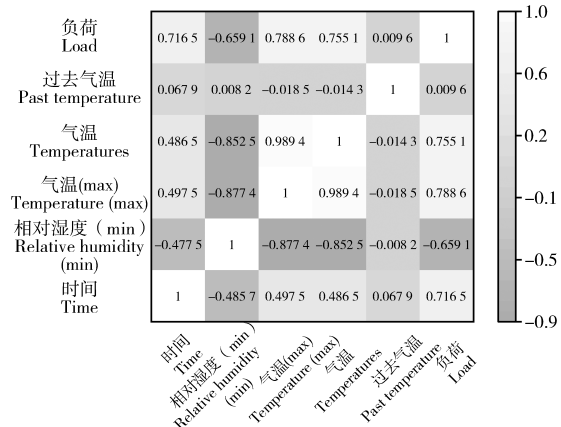 负荷
Load
0.716 5 -0.659 1 0.788 6 0.755 1 0.009 6 1
过去气温
Past temperature
0.067 9 0.008 2 -0.018 5 -0.014 3 1 0.009 6
气温
Temperatures
0.486 5 -0.852 5 0.989 4 1 -0.014 3 0.755 1
气温(max)
Temperature (max)
0.497 5 -0.877 4 1 0.989 4 -0.018 5 0.788 6
相对湿度（min）
Relative humidity
(min)
-0.477 5 1 -0.877 4 -0.852 5 -0.008 2 -0.659 1
时间
Time
1 -0.485 7 0.497 5 0.486 5 0.067 9 0.716 5
时间
Time
相对湿度（min）
Relative humidity
(min)
气温(max)
Temperature (max)
气温
Temperatures
过去气温
Past temperature
负荷
Load
1.0
0.6
0.2
-0.1
-0.5
-0.9